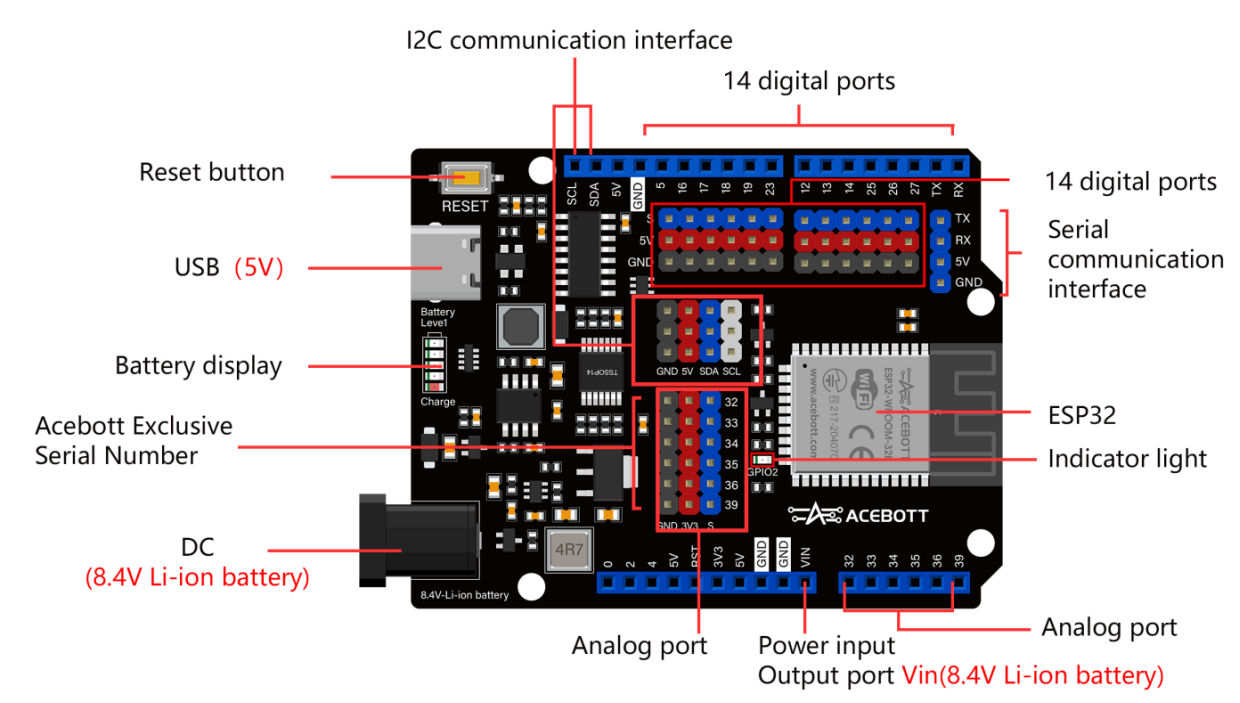 I2C communication interface
14 digital ports
Reset button
RESET
SCL
SDA
5V
GND
5
16
17
18
19
23
12
13
14
25
26
27
TX
RX
14 digital ports
S
5V
GND
TX
RX
5V
GND
Serial
communication
interface
USB (5V)
Battery
Level
Battery display
Charge
TSSOP14
GND 5V SDA SCL
Acebott Exclusive
Serial Number
32
33
34
35
36
39
GND 3V3 S
ACEBOTT
ESP32-WROOM-32E
WiFi
CE
217-20407C
www.acebott.com
ESP32
Indicator light
GPIO2
ACEBOTT
DC
(8.4V Li-ion battery)
4R7
8.4V-Li-ion battery
0
2
4
5V
RST
3V3
5V
GND
GND
VIN
32
33
34
35
36
39
Analog port
Power input
Output port Vin(8.4V Li-ion battery)
Analog port